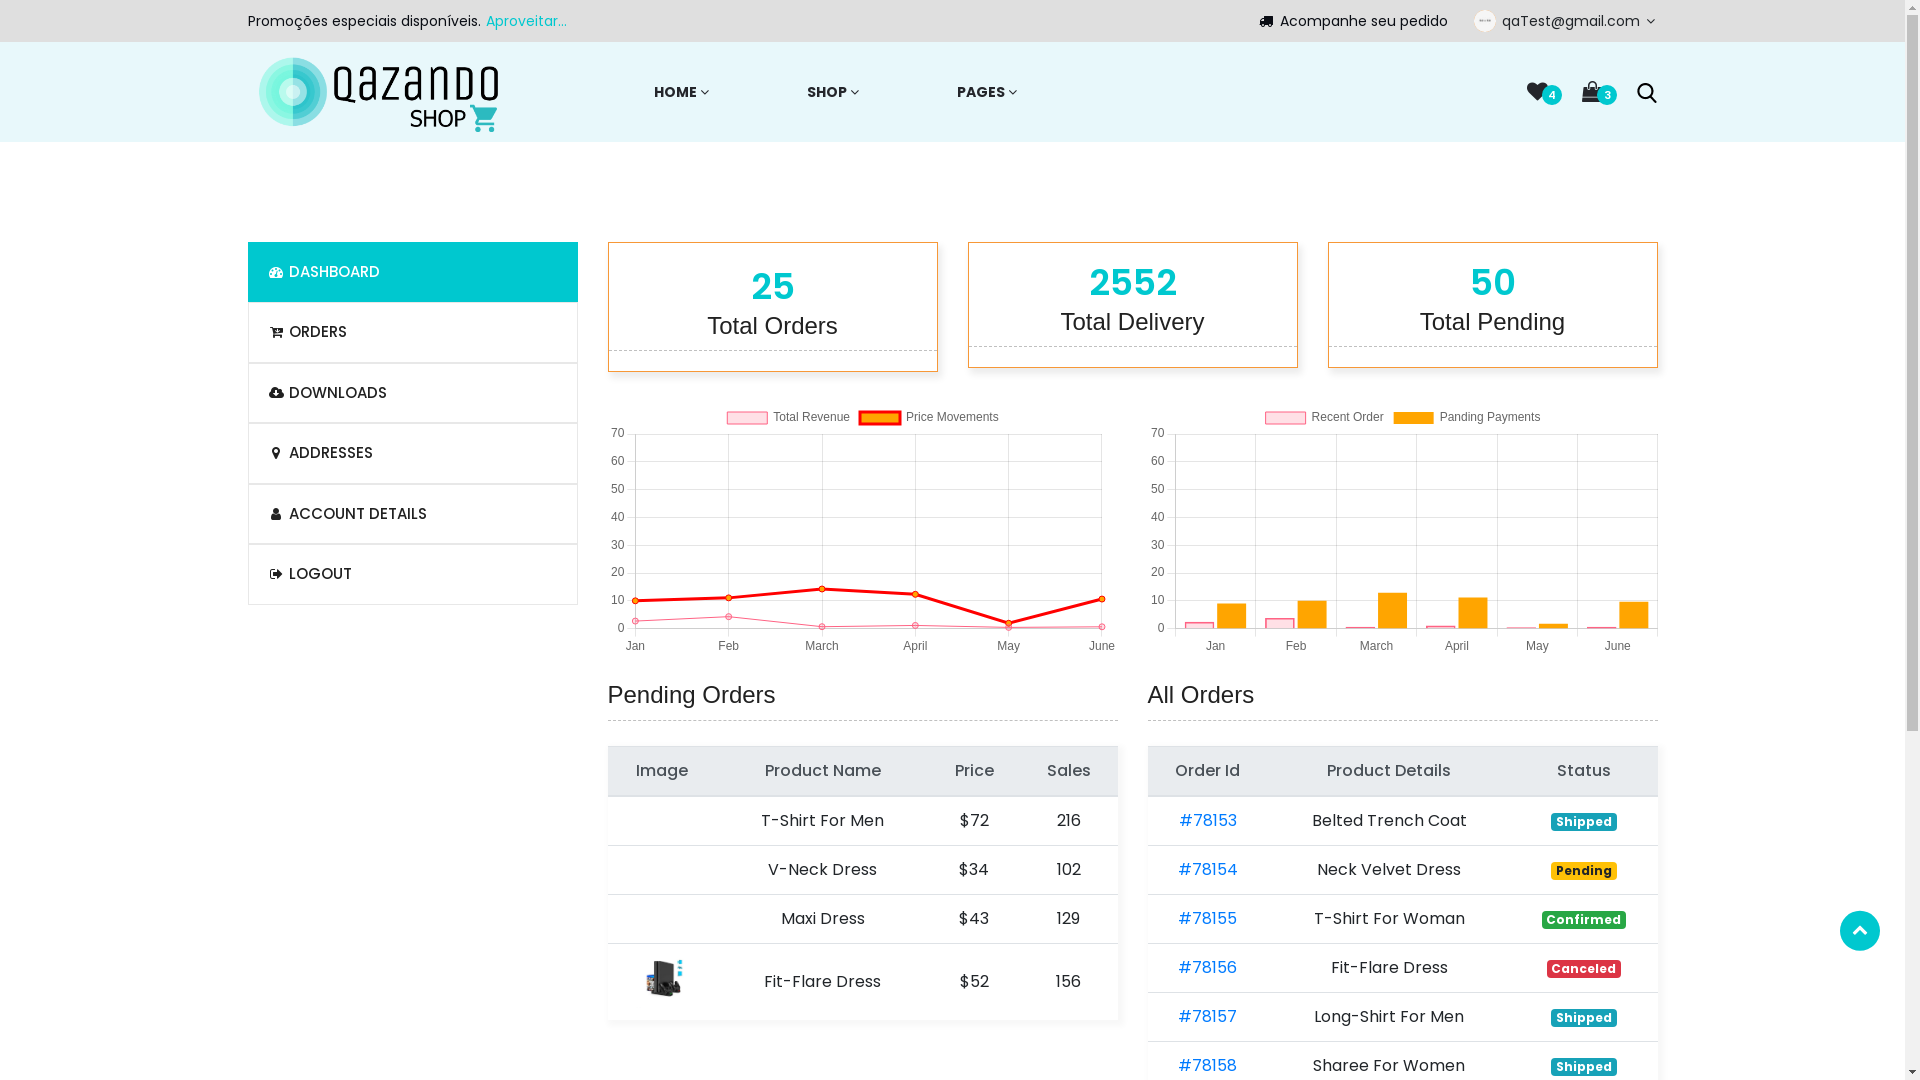 Promoções especiais disponíveis. Aproveitar...
Acompanhe seu pedido
qaTest@gmail.com
QAZANDO
SHOP
HOME
SHOP
PAGES
4
3
DASHBOARD
ORDERS
DOWNLOADS
ADDRESSES
ACCOUNT DETAILS
LOGOUT
25
Total Orders
2552
Total Delivery
50
Total Pending
Total Revenue Price Movements
70
60
50
40
30
20
10
0
Jan Feb March April May June
Recent Order Panding Payments
70
60
50
40
30
20
10
0
Jan Feb March April May June
Pending Orders
Image Product Name Price Sales
T-Shirt For Men $72 216
V-Neck Dress $34 102
Maxi Dress $43 129
Fit-Flare Dress $52 156
All Orders
Order Id Product Details Status
#78153 Belted Trench Coat Shipped
#78154 Neck Velvet Dress Pending
#78155 T-Shirt For Woman Confirmed
#78156 Fit-Flare Dress Canceled
#78157 Long-Shirt For Men Shipped
#78158 Sharee For Women Shipped